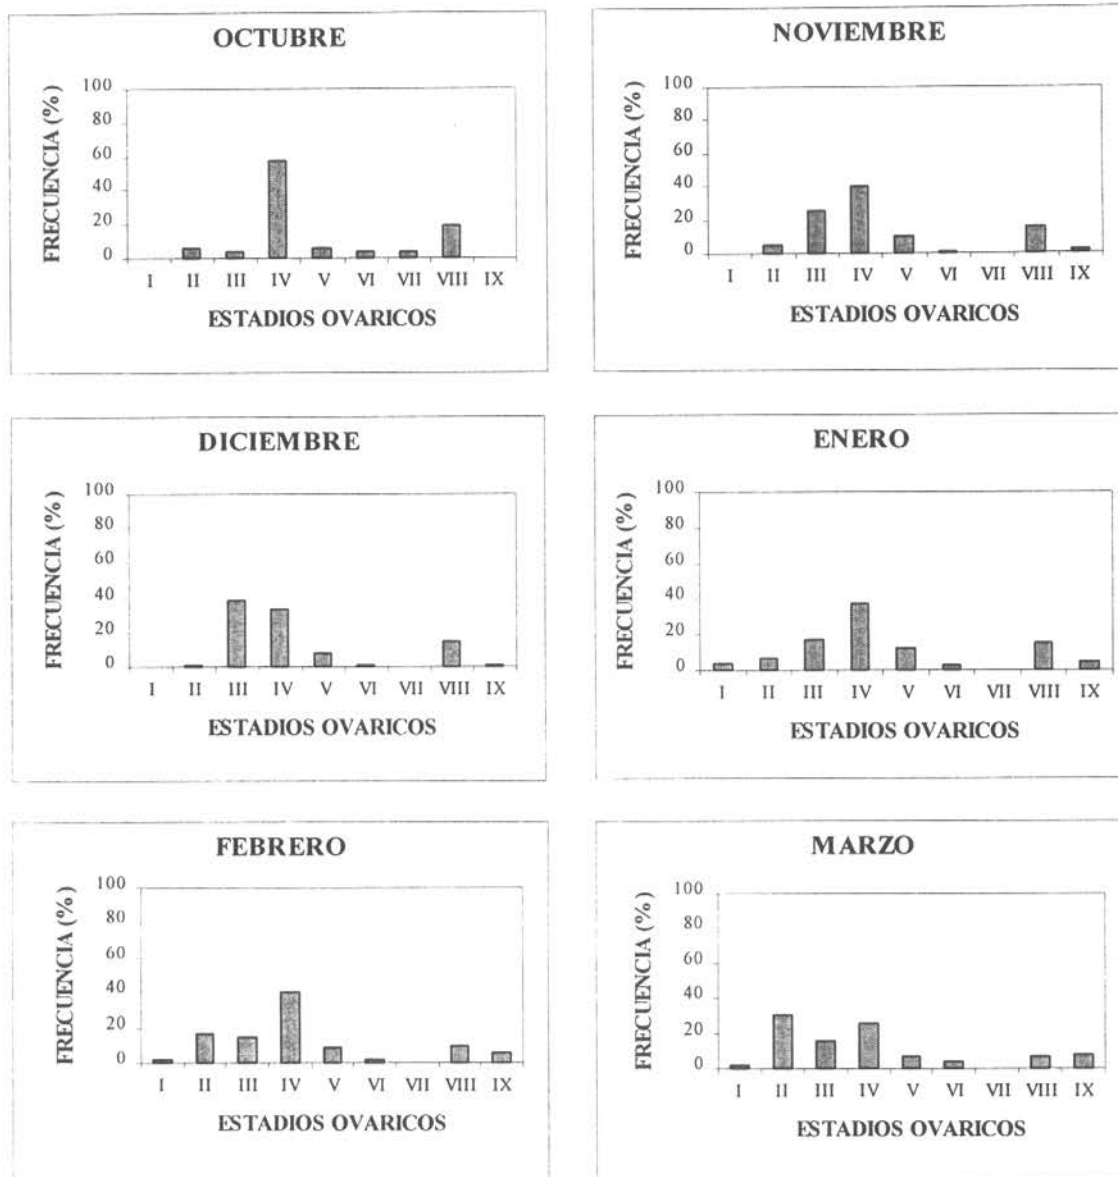 OCTUBRE
FRECUENCIA (%)
100
80
60
40
20
0
I II III IV V VI VII VIII IX
ESTADIOS OVARICOS
NOVIEMBRE
FRECUENCIA (%)
100
80
60
40
20
0
I II III IV V VI VII VIII IX
ESTADIOS OVARICOS
DICIEMBRE
FRECUENCIA (%)
100
80
60
40
20
0
I II III IV V VI VII VIII IX
ESTADIOS OVARICOS
ENERO
FRECUENCIA (%)
100
80
60
40
20
0
I II III IV V VI VII VIII IX
ESTADIOS OVARICOS
FEBRERO
FRECUENCIA (%)
100
80
60
40
20
0
I II III IV V VI VII VIII IX
ESTADIOS OVARICOS
MARZO
FRECUENCIA (%)
100
80
60
40
20
0
I II III IV V VI VII VIII IX
ESTADIOS OVARICOS